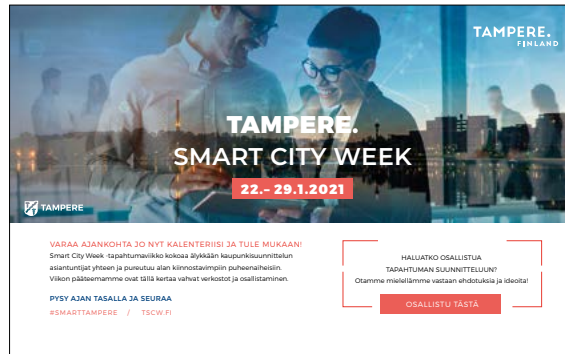 TAMPERE.
FINLAND
TAMPERE.
SMART CITY WEEK
22.– 29.1.2021
TAMPERE
VARAA AJANKOHTA JO NYT KALENTERIISI JA TULE MUKAAN!
Smart City Week -tapahtumaviikko kokoaa älykkään kaupunkisuunnittelun
asiantuntijat yhteen ja pureutuu alan kiinnostavimpiin puheenaiheisiin.
Viikon pääteemamme ovat tällä kertaa vahvat verkostot ja osallistaminen.
PYSY AJAN TASALLA JA SEURAA
#SMARTTAMPERE / TSCW.FI
HALUATKO OSALLISTUA
TAPAHTUMAN SUUNNITTELUUN?
Otamme mielellämme vastaan ehdotuksia ja ideoita!
OSALLISTU TÄSTÄ